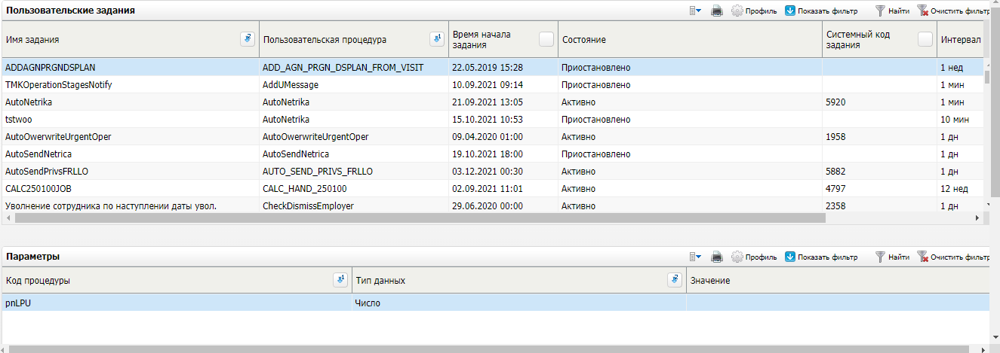 Пользовательские задания Профиль Показать фильтр Найти Очистить фильтр
Имя задания 2 Пользовательская процедура 1 Время начала задания Состояние Системный код задания Интервал
ADDAGNPRGNDSPLAN ADD_AGN_PRGN_DSPLAN_FROM_VISIT 22.05.2019 15:28 Приостановлено 1 нед
TMKOperationStagesNotify AddUMessage 10.09.2021 09:14 Приостановлено 1 мин
AutoNetrika AutoNetrika 21.09.2021 13:05 Активно 5920 1 мин
tstwoo AutoNetrika 15.10.2021 10:53 Приостановлено 10 мин
AutoOwerwriteUrgentOper AutoOwerwriteUrgentOper 09.04.2020 01:00 Активно 1958 1 дн
AutoSendNetrica AutoSendNetrika 19.10.2021 18:00 Приостановлено 1 дн
AutoSendPrivsFRLLO AUTO_SEND_PRIVS_FRLLO 03.12.2021 00:30 Активно 5882 1 дн
CALC250100JOB CALC_HAND_250100 02.09.2021 11:01 Активно 4797 12 нед
Уволнение сотрудника по наступлении даты увол. CheckDismissEmployer 29.06.2020 00:00 Активно 2358 1 дн
Параметры Профиль Показать фильтр Найти Очистить фильтр
Код процедуры 1 Тип данных 2 Значение
pnLPU Число